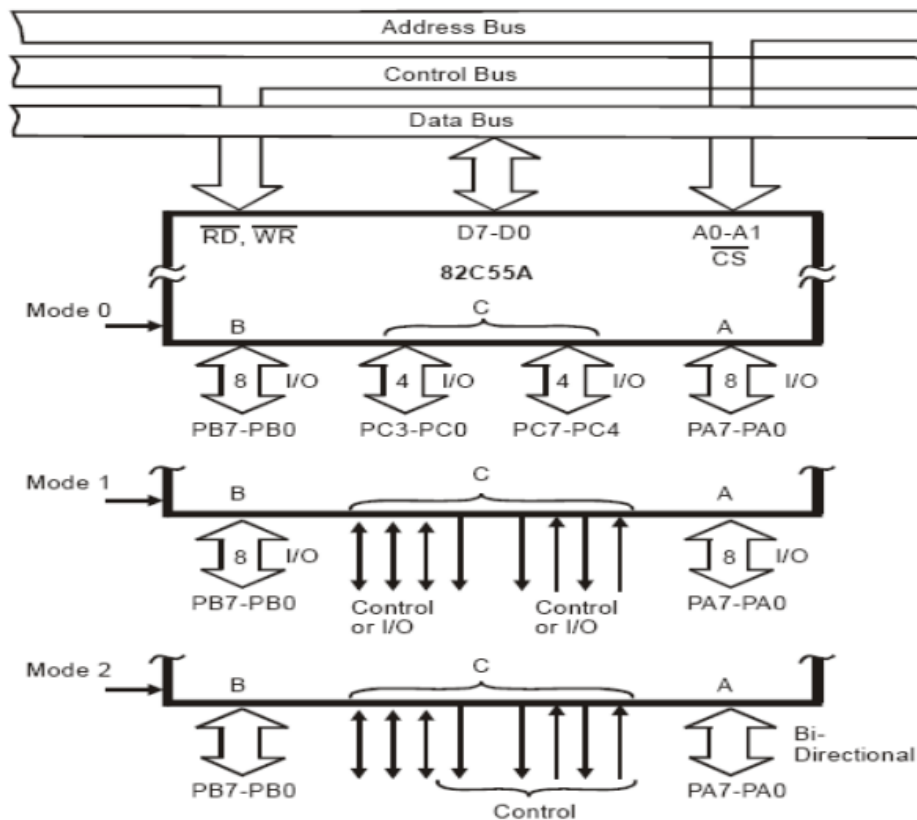 Address Bus
Control Bus
Data Bus
RD, WR D7-D0 A0-A1
CS
82C55A
Mode 0
B C A
8 I/O 4 I/O 4 I/O 8 I/O
PB7-PB0 PC3-PC0 PC7-PC4 PA7-PA0
Mode 1
B C A
8 I/O 8 I/O
PB7-PB0 Control or I/O Control or I/O PA7-PA0
Mode 2
B C A
Bi-
Directional
PB7-PB0 PA7-PA0
Control